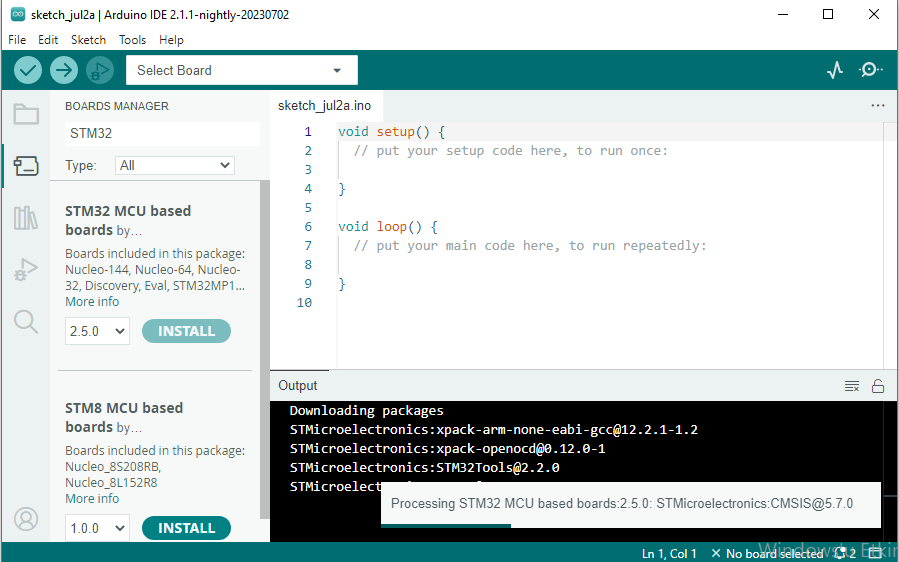 sketch_jul2a | Arduino IDE 2.1.1-nightly-20230702
File Edit Sketch Tools Help
Select Board
BOARDS MANAGER
STM32
Type: All
STM32 MCU based
boards by...
Boards included in this package:
Nucleo-144, Nucleo-64, Nucleo-
32, Discovery, Eval, STM32MP1...
More info
2.5.0 INSTALL
STM8 MCU based
boards by...
Boards included in this package:
Nucleo_8S208RB,
Nucleo_8L152R8
More info
1.0.0 INSTALL
sketch_jul2a.ino
1 void setup() {
2 // put your setup code here, to run once:
3
4 }
5
6 void loop() {
7 // put your main code here, to run repeatedly:
8
9 }
10
Output
Downloading packages
STMicroelectronics:xpack-arm-none-eabi-gcc@12.2.1-1.2
STMicroelectronics:xpack-openocd@0.12.0-1
STMicroelectronics:STM32Tools@2.2.0
STMicroelect
Processing STM32 MCU based boards:2.5.0: STMicroelectronics:CMSIS@5.7.0
Ln 1, Col 1 No board selected 2